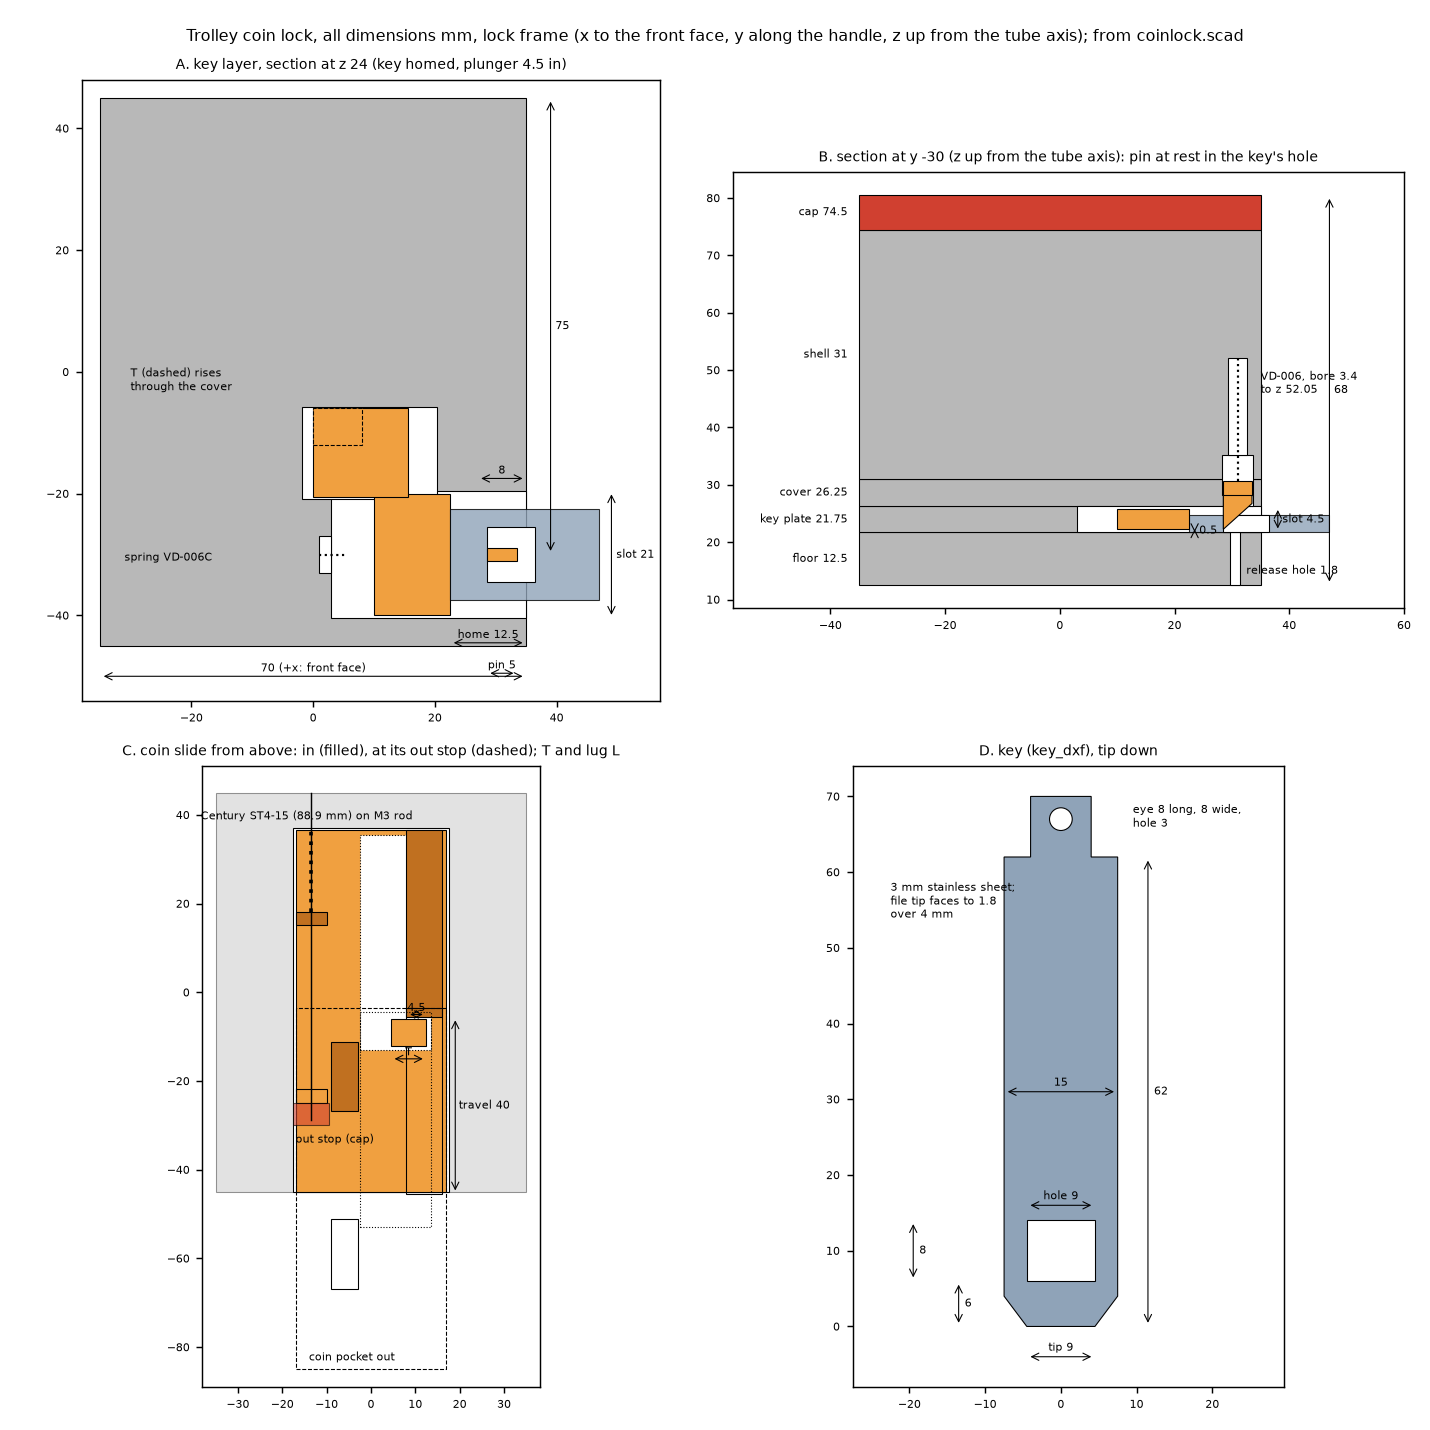 Trolley coin lock, all dimensions mm, lock frame (x to the front face, y along the handle, z up from the tube axis); from coinlock.scad
A. key layer, section at z 24 (key homed, plunger 4.5 in)
40
20
0
−20
−40
−20
0
20
40
T (dashed) rises
through the cover
spring VD-006C
75
8
slot 21
home 12.5
pin 5
70 (+x: front face)
B. section at y -30 (z up from the tube axis): pin at rest in the key's hole
80
70
60
50
40
30
20
10
−40
−20
0
20
40
60
cap 74.5
shell 31
cover 26.25
key plate 21.75
floor 12.5
VD-006, bore 3.4
to z 52.05
68
slot 4.5
0.5
release hole 1.8
C. coin slide from above: in (filled), at its out stop (dashed); T and lug L
40
20
0
−20
−40
−60
−80
−30
−20
−10
0
10
20
30
Century ST4-15 (88.9 mm) on M3 rod
4.5
travel 40
out stop (cap)
coin pocket out
D. key (key_dxf), tip down
70
60
50
40
30
20
10
0
−20
−10
0
10
20
eye 8 long, 8 wide,
hole 3
3 mm stainless sheet;
file tip faces to 1.8
over 4 mm
15
62
hole 9
8
6
tip 9